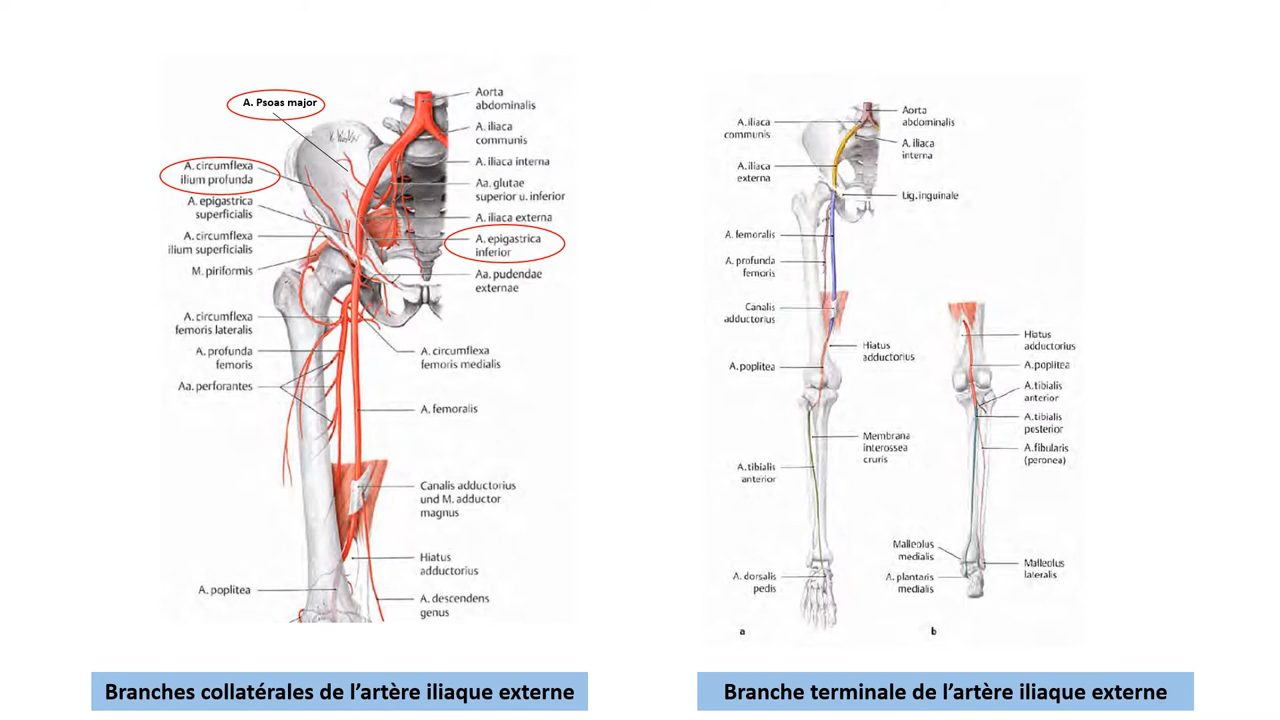 A. Psoas major
A. circumflexa
ilium profunda
A. epigastrica
superficialis
A. circumflexa
ilium superficialis
M. piriformis
A. circumflexa
femoris lateralis
A. profunda
femoris
Aa. perforantes
A. poplitea
Aorta
abdominalis
A. iliaca
communis
A. iliaca interna
Aa. glutae
superior u. inferior
A. iliaca externa
A. epigastrica
inferior
Aa. pudendae
externae
A. circumflexa
femoris medialis
A. femoralis
Canalis adductorius
und M. adductor
magnus
Hiatus
adductorius
A. descendens
genus
Branches collatérales de l’artère iliaque externe
A. iliaca
communis
A. iliaca
externa
A. femoralis
A. profunda
femoris
Canalis
adductorius
A. poplitea
A. tibialis
anterior
A. dorsalis
pedis
Aorta
abdominalis
A. iliaca
interna
Lig. inguinale
Hiatus
adductorius
Membrana
interossea
cruris
a
Hiatus
adductorius
A. poplitea
A. tibialis
anterior
A. tibialis
posterior
A. fibularis
(peronea)
Malleolus
medialis
A. plantaris
medialis
Malleolus
lateralis
b
Branche terminale de l’artère iliaque externe